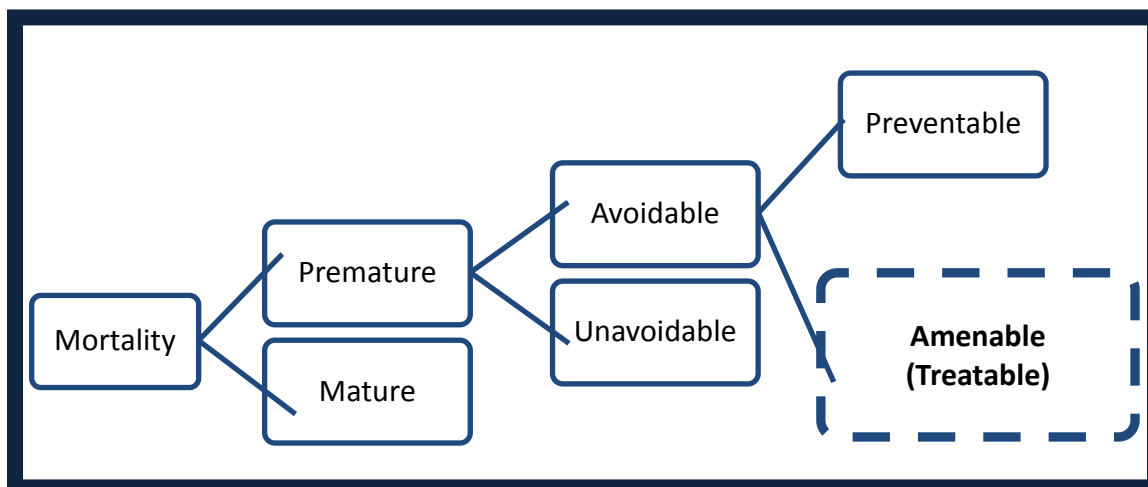 Mortality
Premature
Mature
Avoidable
Unavoidable
Preventable
Amenable
(Treatable)